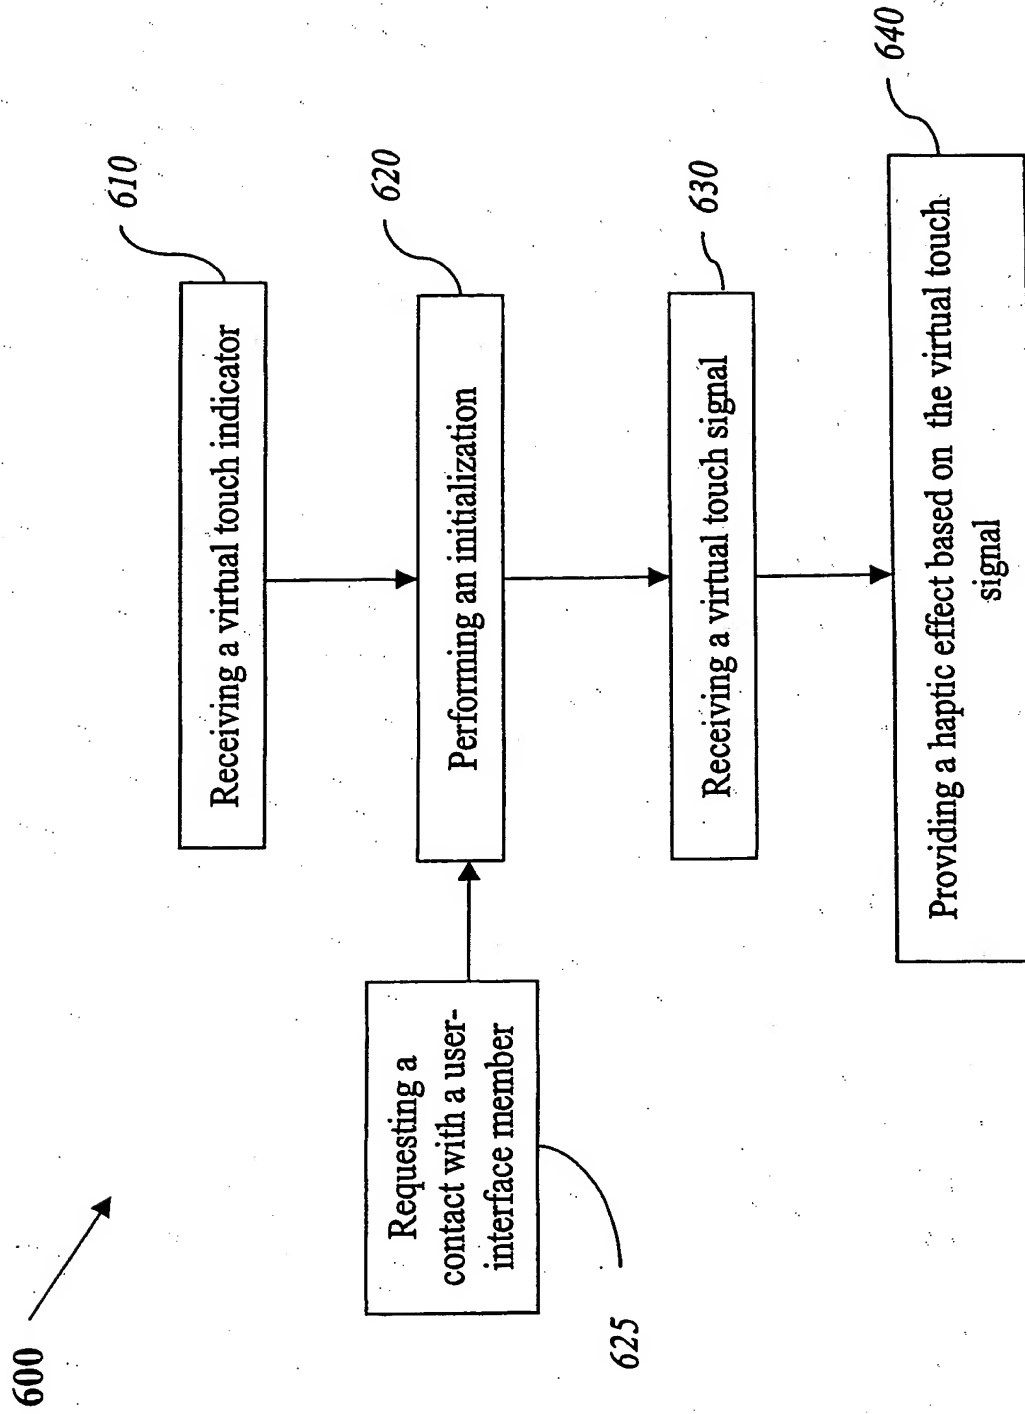 600
610
Receiving a virtual touch indicator
620
Performing an initialization
Requesting a
contact with a user-
interface member
625
630
Receiving a virtual touch signal
640
Providing a haptic effect based on the virtual touch
signal